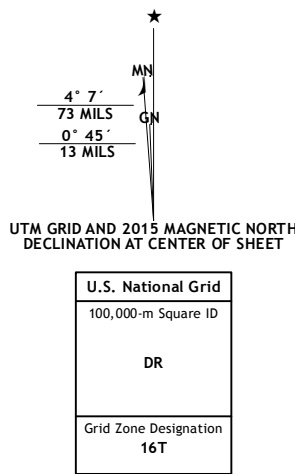 MN
4° 7´
73 MILS
GN
0° 45´
13 MILS
UTM GRID AND 2015 MAGNETIC NORTH
DECLINATION AT CENTER OF SHEET
U.S. National Grid
100,000-m Square ID
DR
Grid Zone Designation
16T